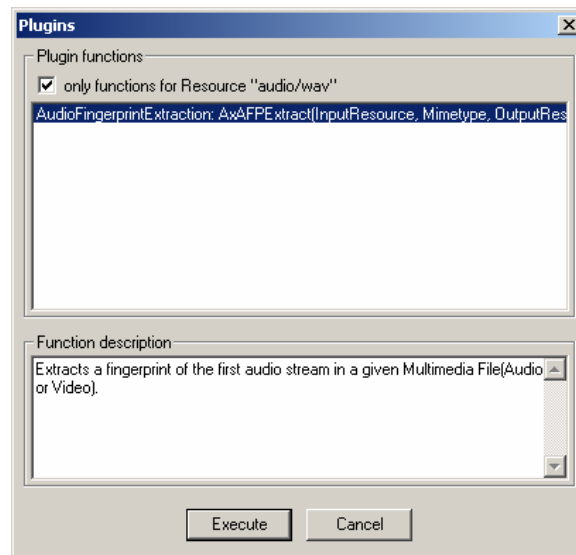 Plugins
Plugin functions
only functions for Resource "audio/wav"
AudioFingerprintExtraction: AxAFPExtract(InputResource, Mimetype, OutputRes
Function description
Extracts a fingerprint of the first audio stream in a given Multimedia File(Audio
or Video).
Execute Cancel